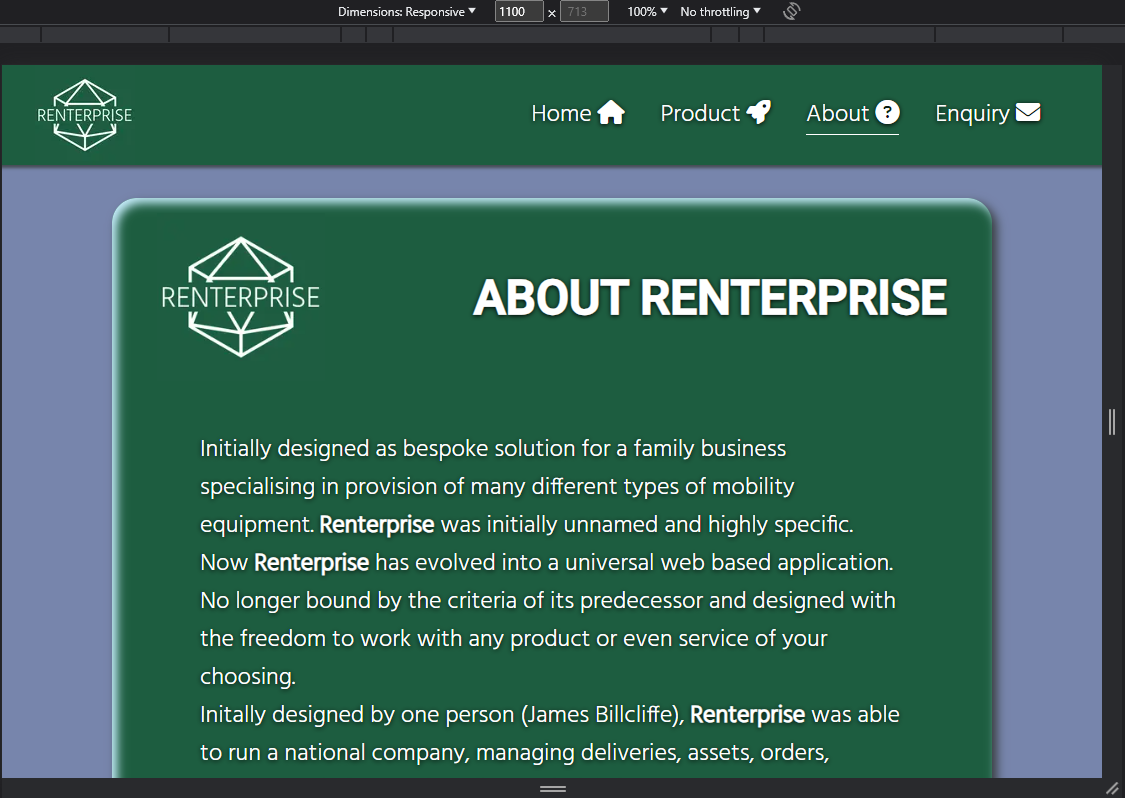 Dimensions: Responsive 1100 × 713 100% No throttling
RENTERPRISE Home Product About ? Enquiry
RENTERPRISE
ABOUT RENTERPRISE
Initially designed as bespoke solution for a family business
specialising in provision of many different types of mobility
equipment. Renterprise was initially unnamed and highly specific.
Now Renterprise has evolved into a universal web based application.
No longer bound by the criteria of its predecessor and designed with
the freedom to work with any product or even service of your
choosing.
Initally designed by one person (James Billcliffe), Renterprise was able
to run a national company, managing deliveries, assets, orders,